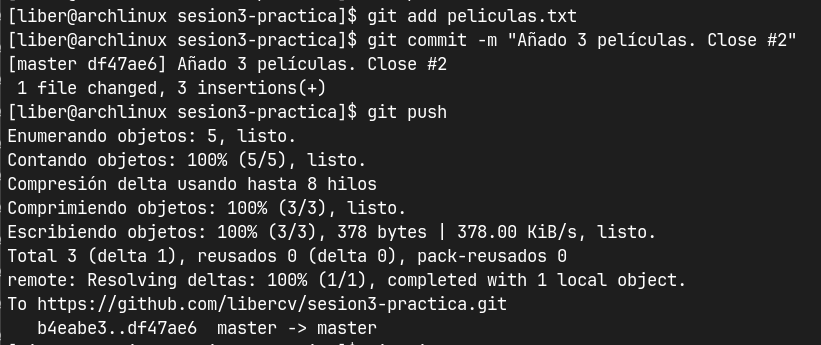 [liber@archlinux sesion3-practica]$ git add peliculas.txt
[liber@archlinux sesion3-practica]$ git commit -m "Añado 3 películas. Close #2"
[master df47ae6] Añado 3 películas. Close #2
 1 file changed, 3 insertions(+)
[liber@archlinux sesion3-practica]$ git push
Enumerando objetos: 5, listo.
Contando objetos: 100% (5/5), listo.
Compresión delta usando hasta 8 hilos
Comprimiendo objetos: 100% (3/3), listo.
Escribiendo objetos: 100% (3/3), 378 bytes | 378.00 KiB/s, listo.
Total 3 (delta 1), reusados 0 (delta 0), pack-reusados 0
remote: Resolving deltas: 100% (1/1), completed with 1 local object.
To https://github.com/libercv/sesion3-practica.git
   b4eabe3..df47ae6  master -> master